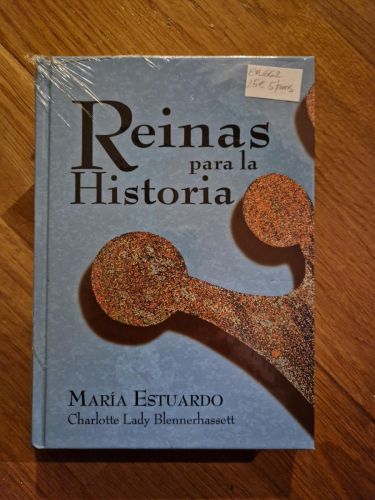 Reinas
para la
Historia
MARÍA ESTUARDO
Charlotte Lady Blennerhassett